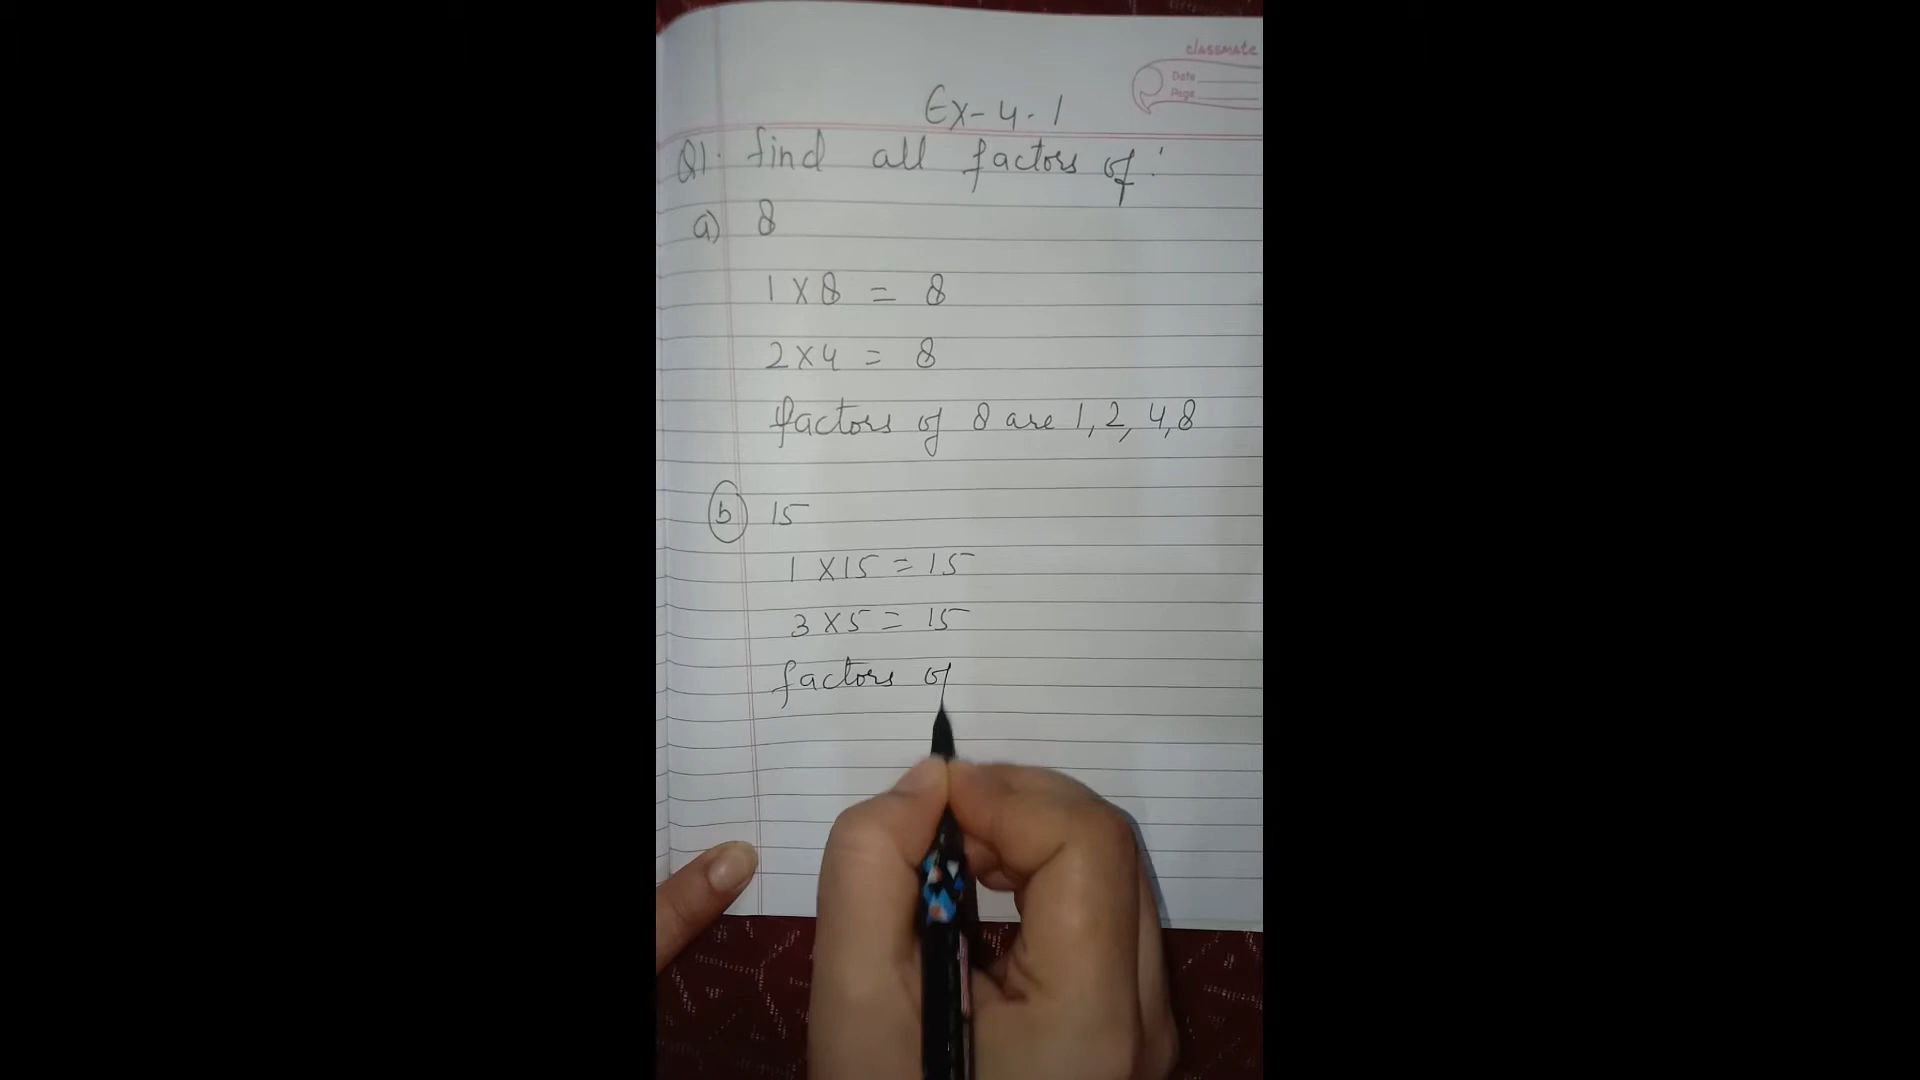 classmate
Date
Page
Ex-4.1
Q1. find all factors of:
a) 8
1 X 8 = 8
2 X 4 = 8
factors of 8 are 1, 2, 4, 8
b 15
1 X 15 = 15
3 X 5 = 15
factors of